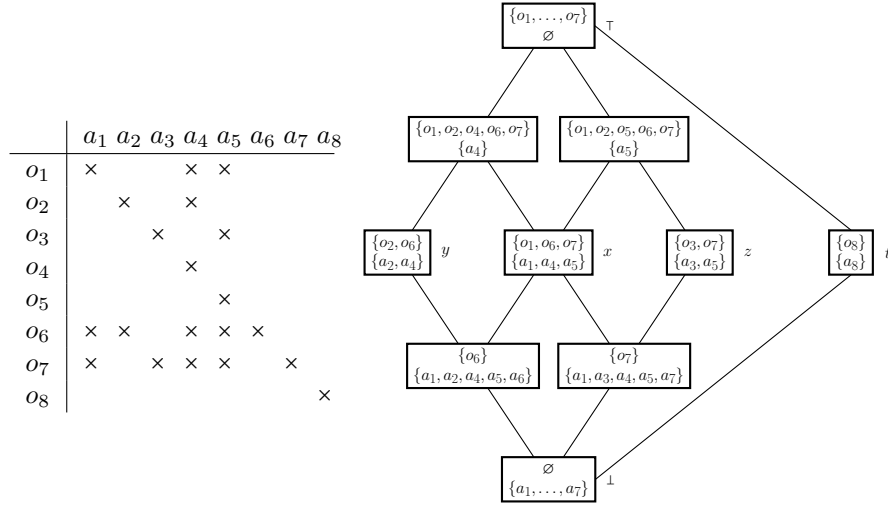 a₁ a₂ a₃ a₄ a₅ a₆ a₇ a₈
o₁ × × ×
o₂ × ×
o₃ × ×
o₄ ×
o₅ ×
o₆ × × × × ×
o₇ × × × × ×
o₈ ×
{o₁, …, o₇}
∅
⊤
{o₁, o₂, o₄, o₆, o₇}
{a₄}
{o₁, o₂, o₅, o₆, o₇}
{a₅}
{o₂, o₆}
{a₂, a₄}
y
{o₁, o₆, o₇}
{a₁, a₄, a₅}
x
{o₃, o₇}
{a₃, a₅}
z
{o₈}
{a₈}
t
{o₆}
{a₁, a₂, a₄, a₅, a₆}
{o₇}
{a₁, a₃, a₄, a₅, a₇}
∅
{a₁, …, a₇}
⊥